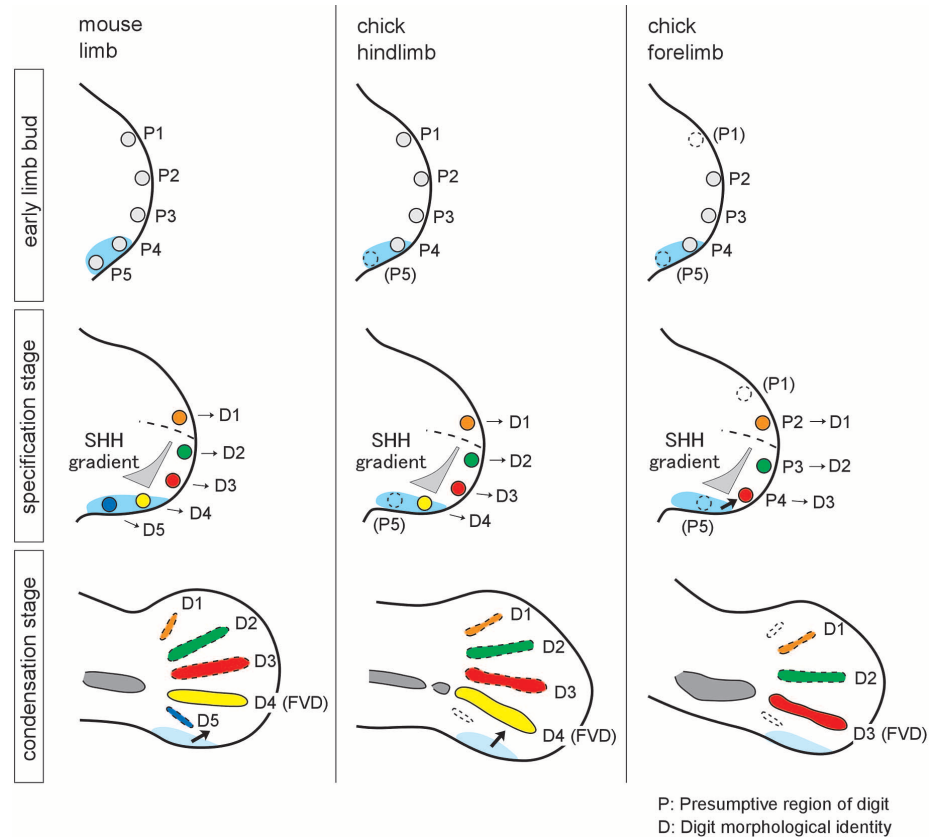 mouse
limb
chick
hindlimb
chick
forelimb
early limb bud
P1
P2
P3
P4
P5
P1
P2
P3
P4
(P5)
(P1)
P2
P3
P4
(P5)
specification stage
SHH
gradient
→ D1
→ D2
→ D3
→ D4
→ D5
SHH
gradient
→ D1
→ D2
→ D3
→ D4
(P5)
SHH
gradient
(P1)
P2 → D1
P3 → D2
P4 → D3
(P5)
condensation stage
D1
D2
D3
D4 (FVD)
D5
D1
D2
D3
D4 (FVD)
D1
D2
D3 (FVD)
P: Presumptive region of digit
D: Digit morphological identity